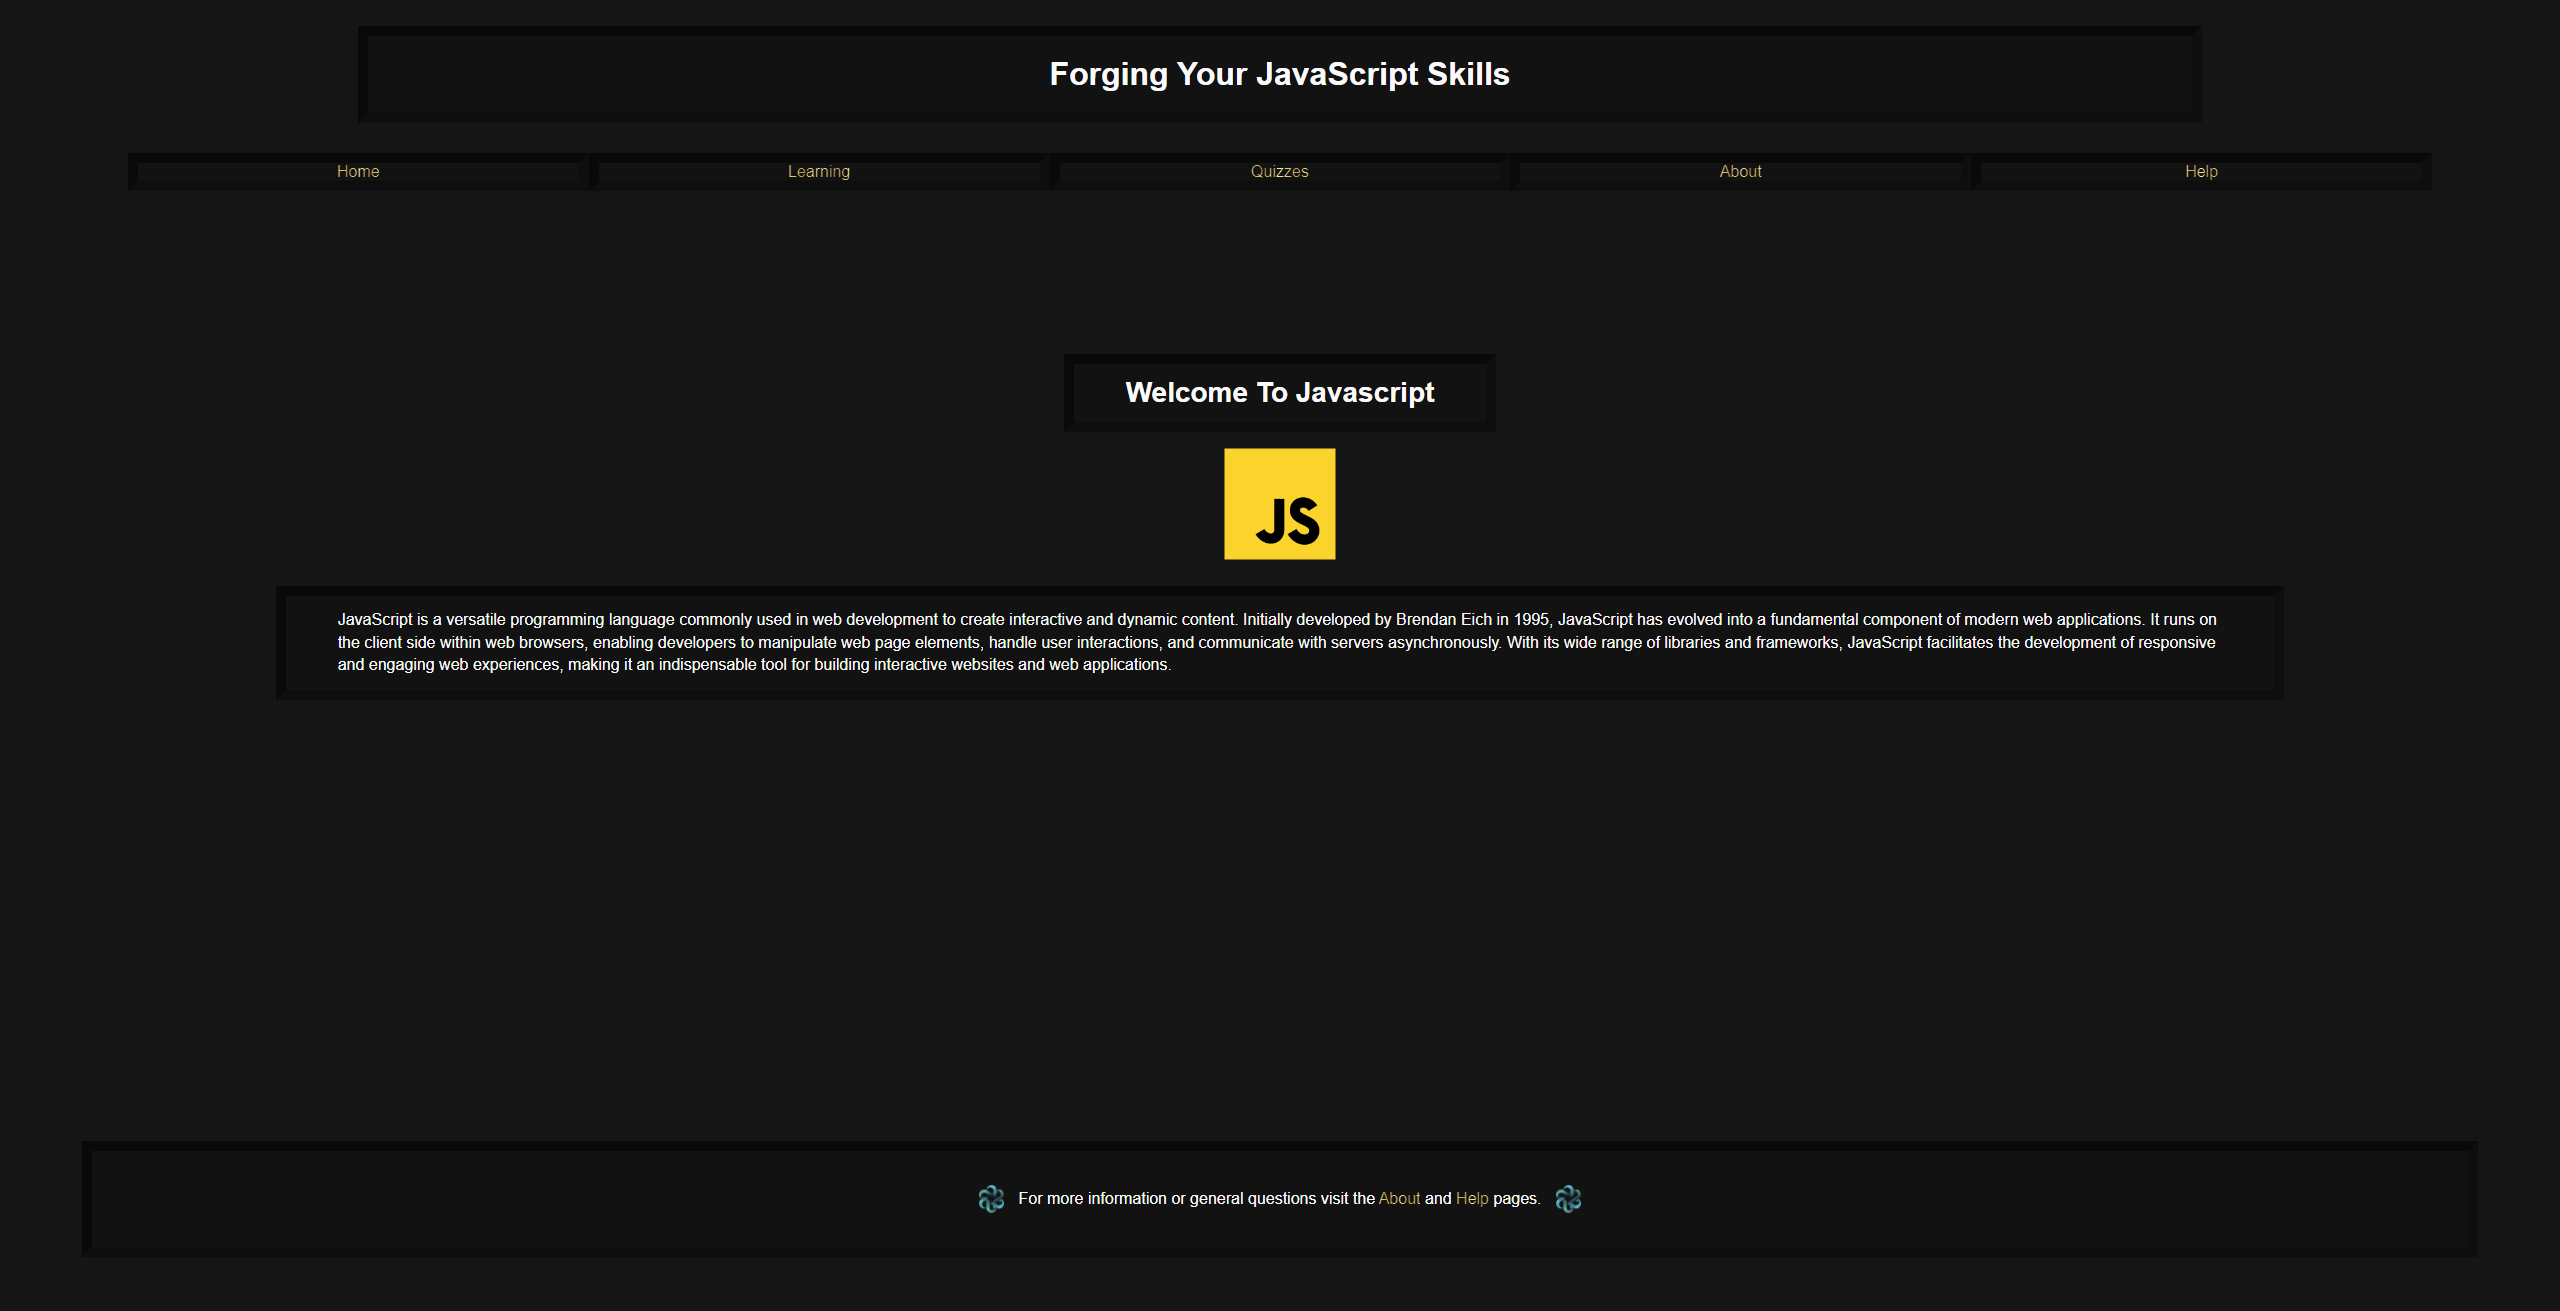 Forging Your JavaScript Skills
Home Learning Quizzes About Help
Welcome To Javascript
JS
JavaScript is a versatile programming language commonly used in web development to create interactive and dynamic content. Initially developed by Brendan Eich in 1995, JavaScript has evolved into a fundamental component of modern web applications. It runs on
the client side within web browsers, enabling developers to manipulate web page elements, handle user interactions, and communicate with servers asynchronously. With its wide range of libraries and frameworks, JavaScript facilitates the development of responsive
and engaging web experiences, making it an indispensable tool for building interactive websites and web applications.
For more information or general questions visit the About and Help pages.